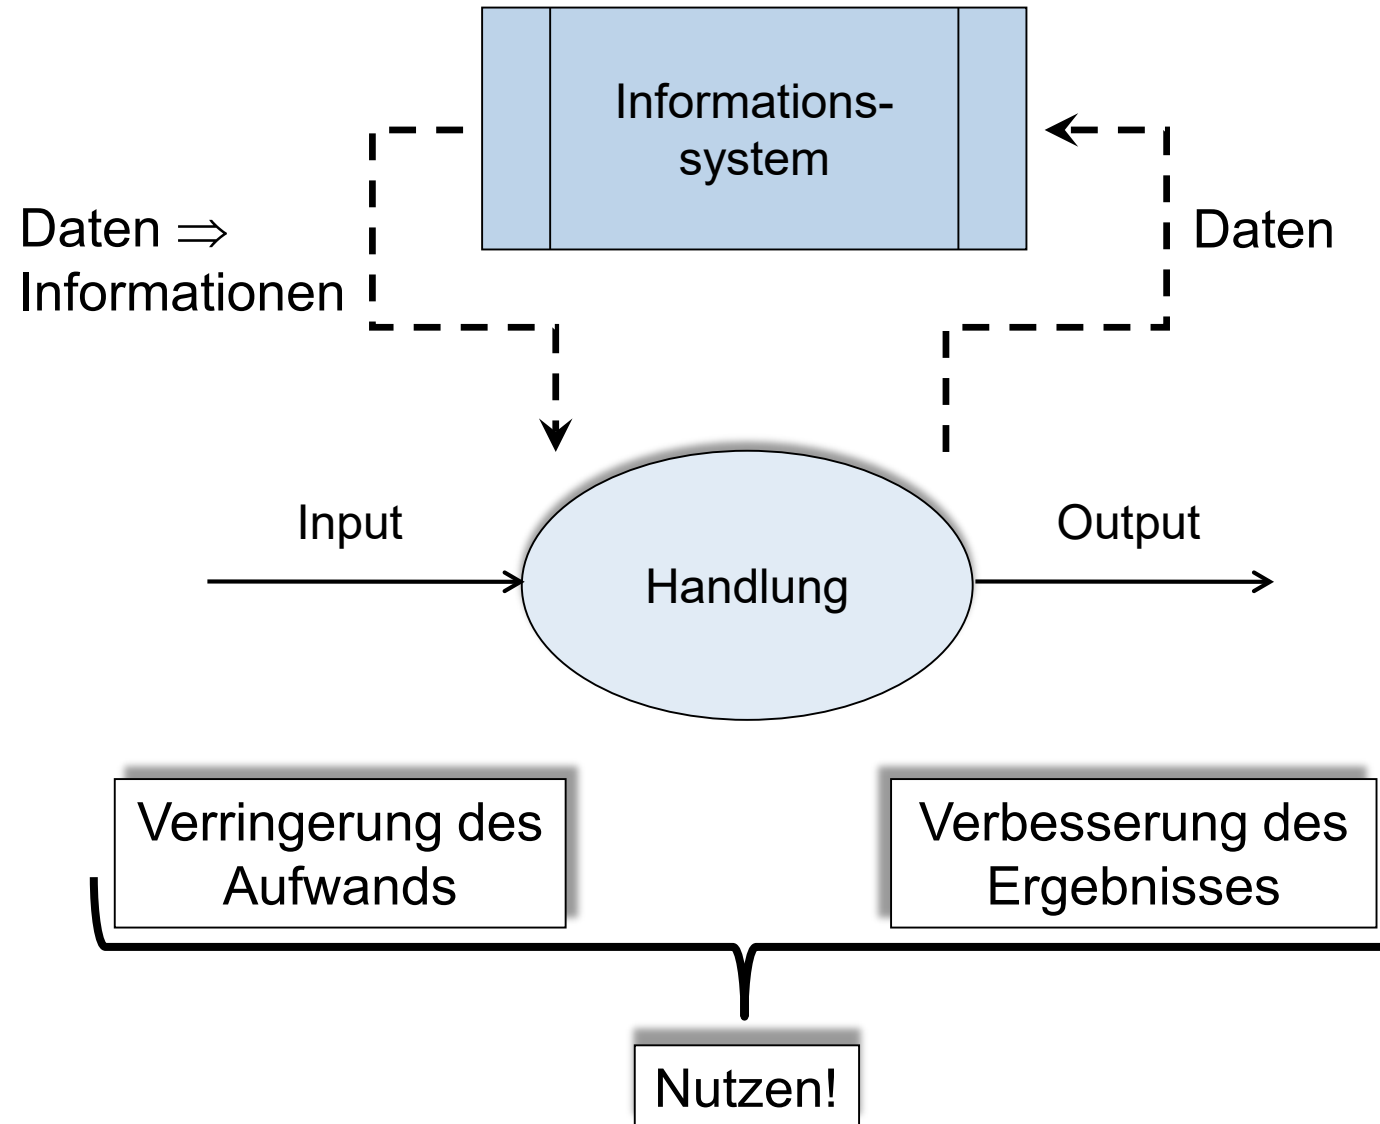 Informations-
system
Daten ⇒
Informationen
Daten
Input
Output
Handlung
Verringerung des
Aufwands
Verbesserung des
Ergebnisses
Nutzen!